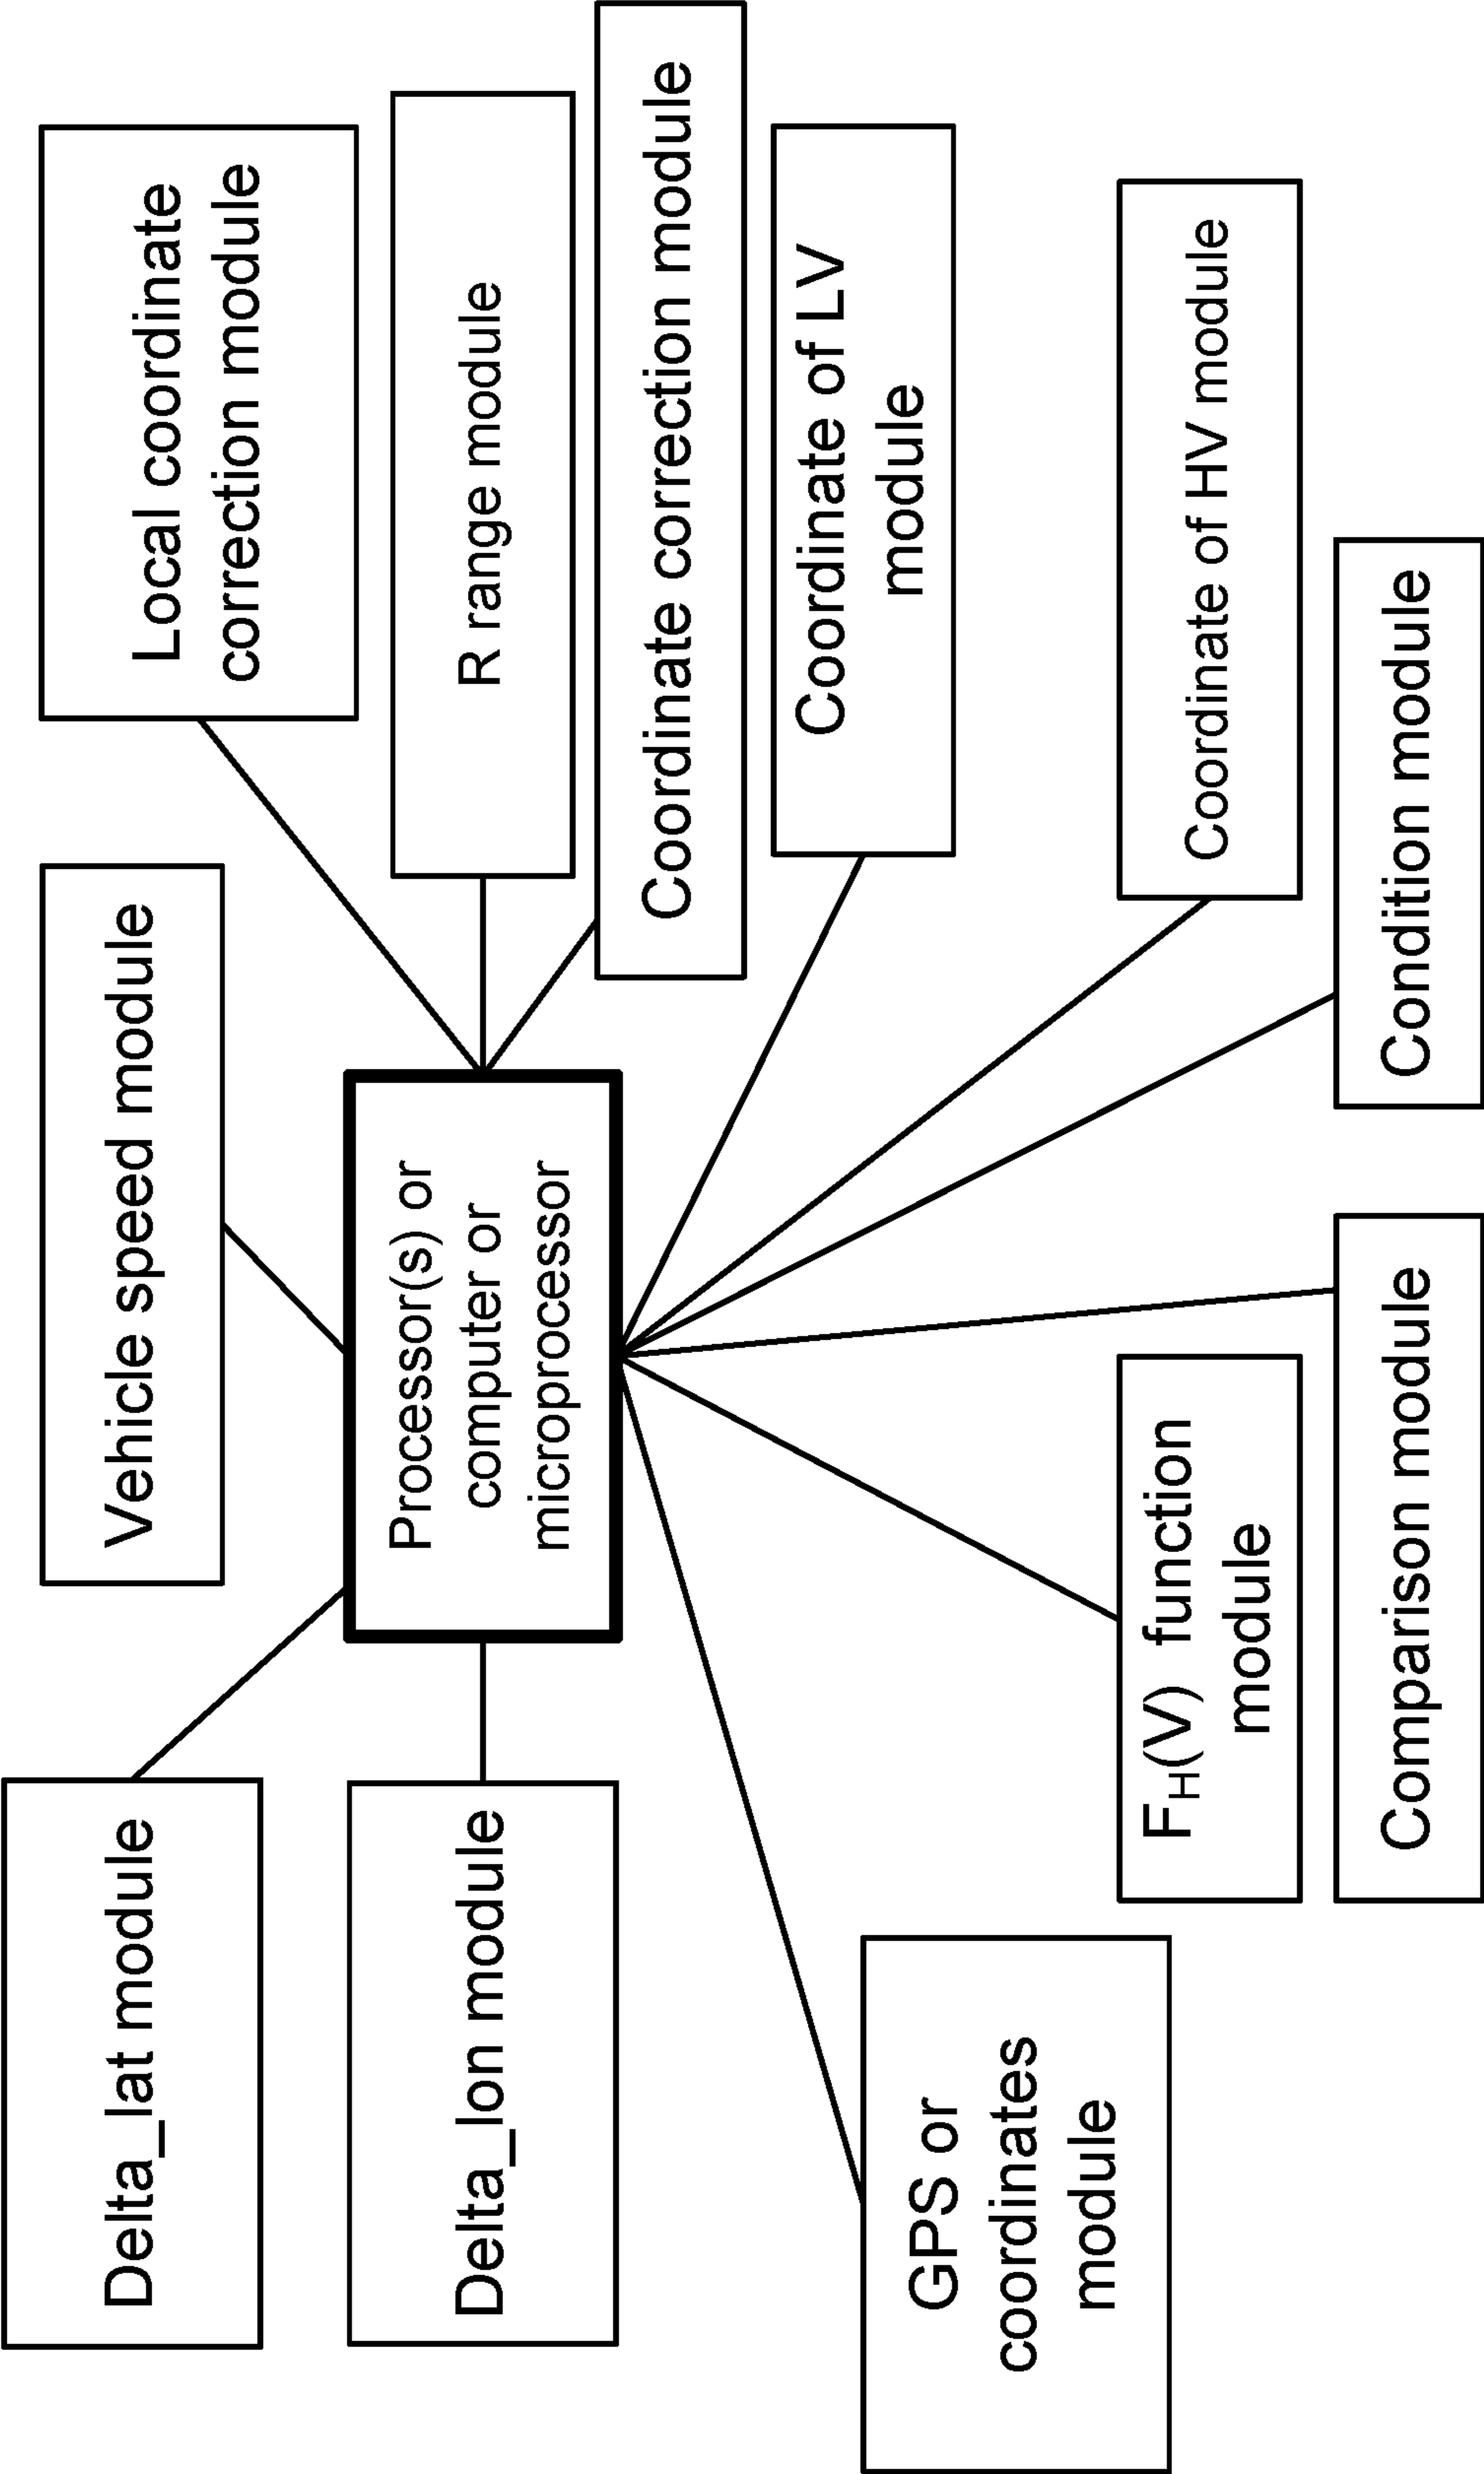 Delta_lat module
Vehicle speed module
Local coordinate
correction module
Delta_lon module
Processor(s) or
computer or
microprocessor
R range module
Coordinate correction module
Coordinate of LV
module
GPS or
coordinates
module
F_H(V) function
module
Coordinate of HV module
Comparison module
Condition module